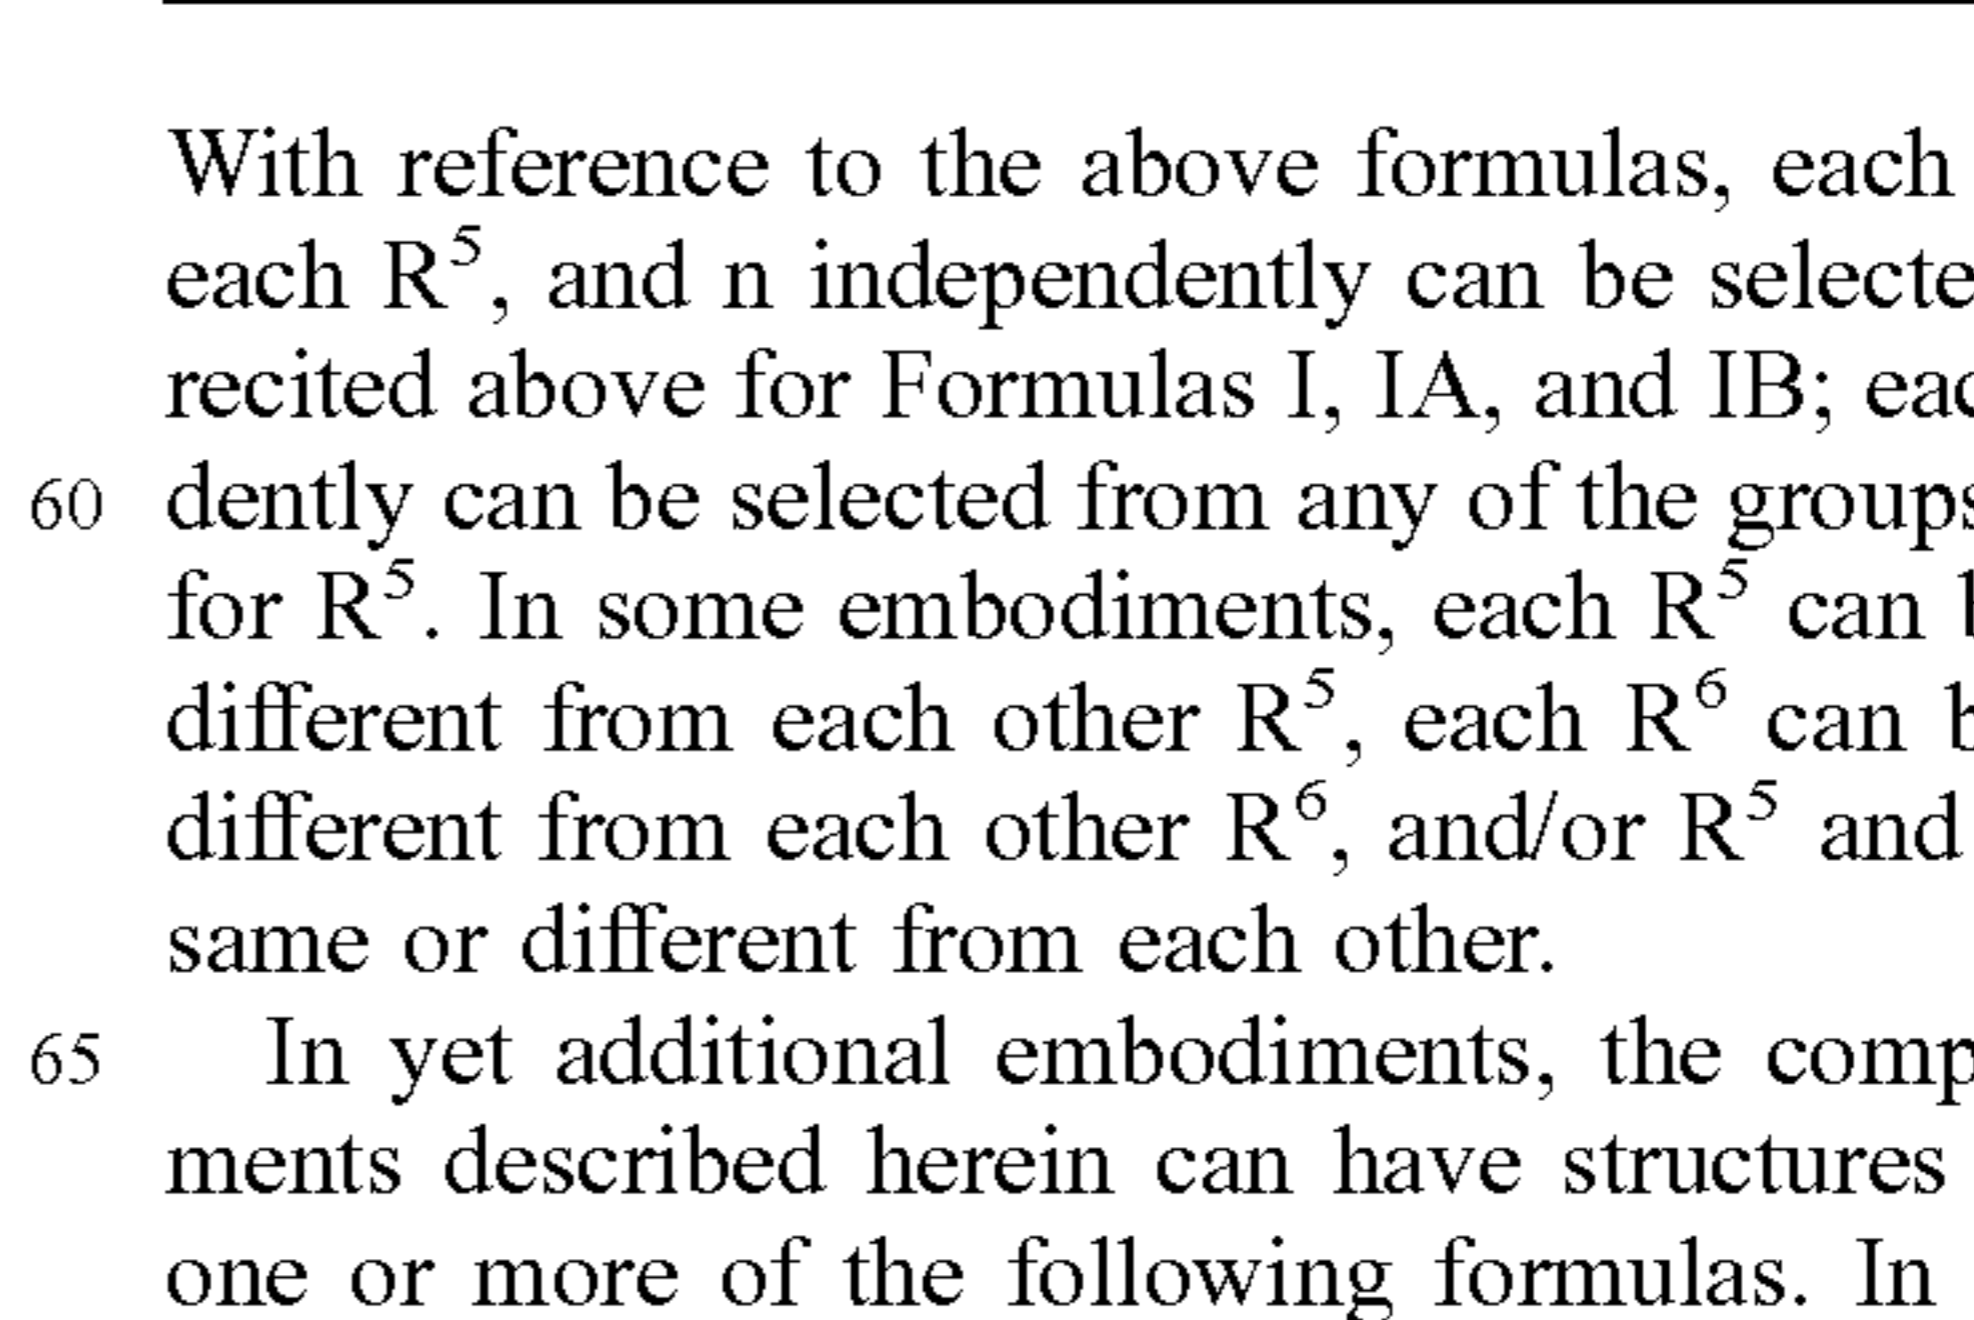 With reference to the above formulas, each
each R⁵, and n independently can be selecte
recited above for Formulas I, IA, and IB; eac
60 dently can be selected from any of the groups
for R⁵. In some embodiments, each R⁵ can b
different from each other R⁵, each R⁶ can b
different from each other R⁶, and/or R⁵ and
same or different from each other.
65 In yet additional embodiments, the comp
ments described herein can have structures
one or more of the following formulas. In